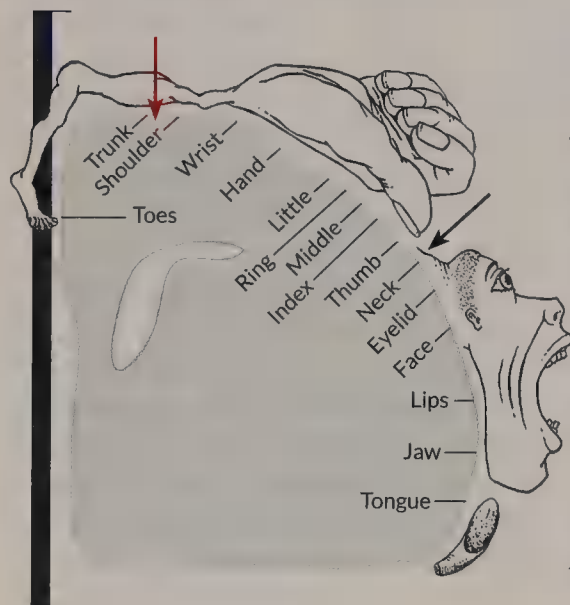 Trunk
Shoulder
Wrist
Hand
Little
Ring
Middle
Index
Thumb
Neck
Eyelid
Face
Lips
Jaw
Tongue
Toes